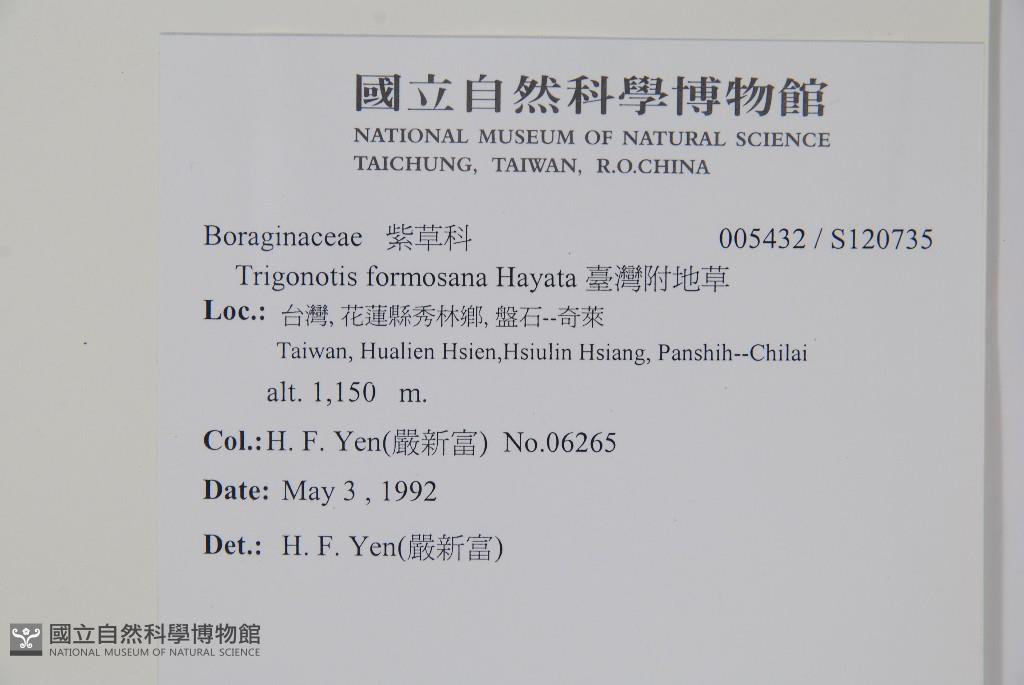 國立自然科學博物館
NATIONAL MUSEUM OF NATURAL SCIENCE
TAICHUNG, TAIWAN, R.O.CHINA
Boraginaceae 紫草科 005432 / S120735
Trigonotis formosana Hayata 臺灣附地草
Loc.: 台灣, 花蓮縣秀林鄉, 盤石--奇萊
Taiwan, Hualien Hsien,Hsiulin Hsiang, Panshih--Chilai
alt. 1,150 m.
Col.:H. F. Yen(嚴新富) No.06265
Date: May 3 , 1992
Det.: H. F. Yen(嚴新富)
國立自然科學博物館
NATIONAL MUSEUM OF NATURAL SCIENCE